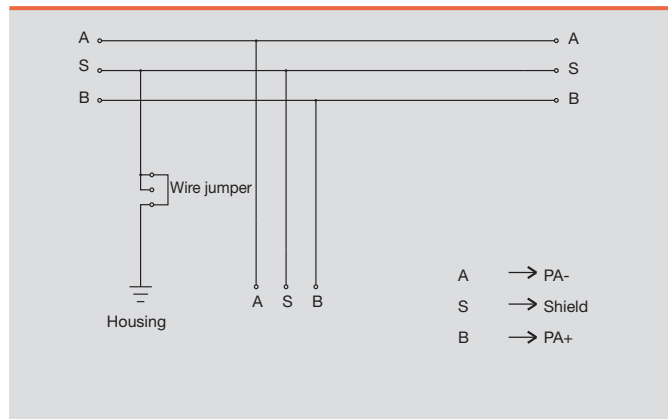 A A
S S
B B
Wire jumper
A S B
Housing
A → PA-
S → Shield
B → PA+